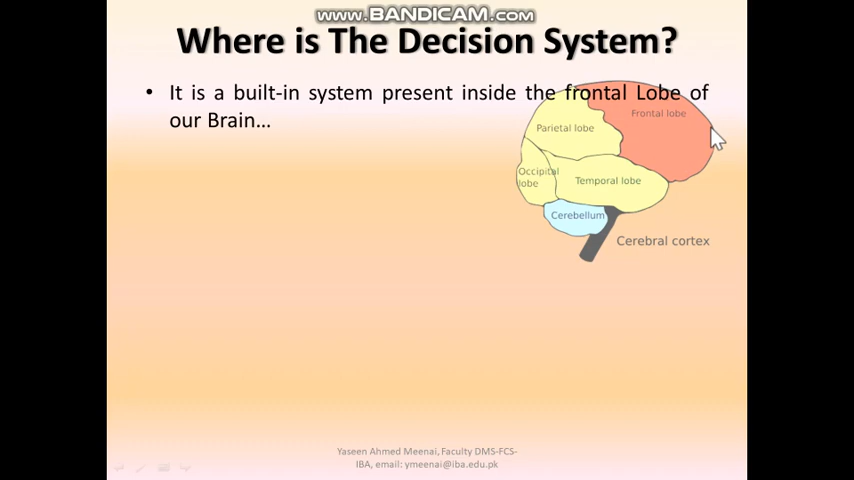 www.BANDICAM.com
Where is The Decision System?
• It is a built-in system present inside the frontal Lobe of
our Brain...
Frontal lobe
Parietal lobe
Occipital
lobe
Temporal lobe
Cerebellum
Cerebral cortex
Yaseen Ahmed Meenai, Faculty DMS-FCS-
IBA, email: ymeenai@iba.edu.pk